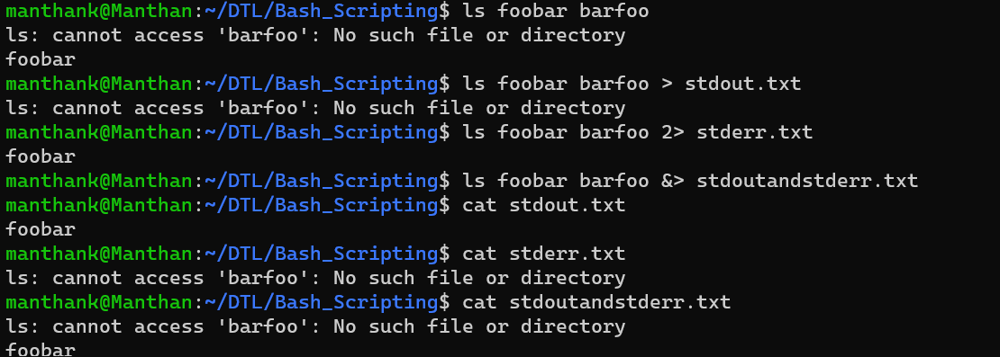 manthank@Manthan:~/DTL/Bash_Scripting$ ls foobar barfoo
ls: cannot access 'barfoo': No such file or directory
foobar
manthank@Manthan:~/DTL/Bash_Scripting$ ls foobar barfoo > stdout.txt
ls: cannot access 'barfoo': No such file or directory
manthank@Manthan:~/DTL/Bash_Scripting$ ls foobar barfoo 2> stderr.txt
foobar
manthank@Manthan:~/DTL/Bash_Scripting$ ls foobar barfoo &> stdoutandstderr.txt
manthank@Manthan:~/DTL/Bash_Scripting$ cat stdout.txt
foobar
manthank@Manthan:~/DTL/Bash_Scripting$ cat stderr.txt
ls: cannot access 'barfoo': No such file or directory
manthank@Manthan:~/DTL/Bash_Scripting$ cat stdoutandstderr.txt
ls: cannot access 'barfoo': No such file or directory
foobar